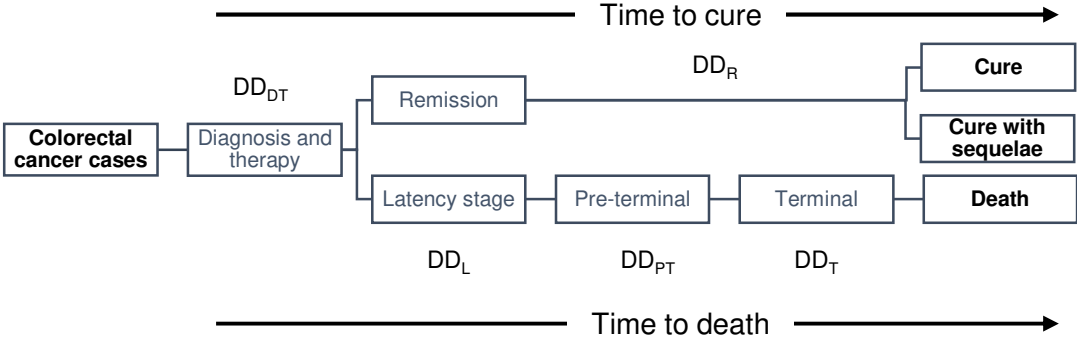 Time to cure
DD_R
Cure
DD_DT
Remission
Colorectal
cancer cases
Diagnosis and
therapy
Cure with
sequelae
Latency stage
Pre-terminal
Terminal
Death
DD_L
DD_PT
DD_T
Time to death